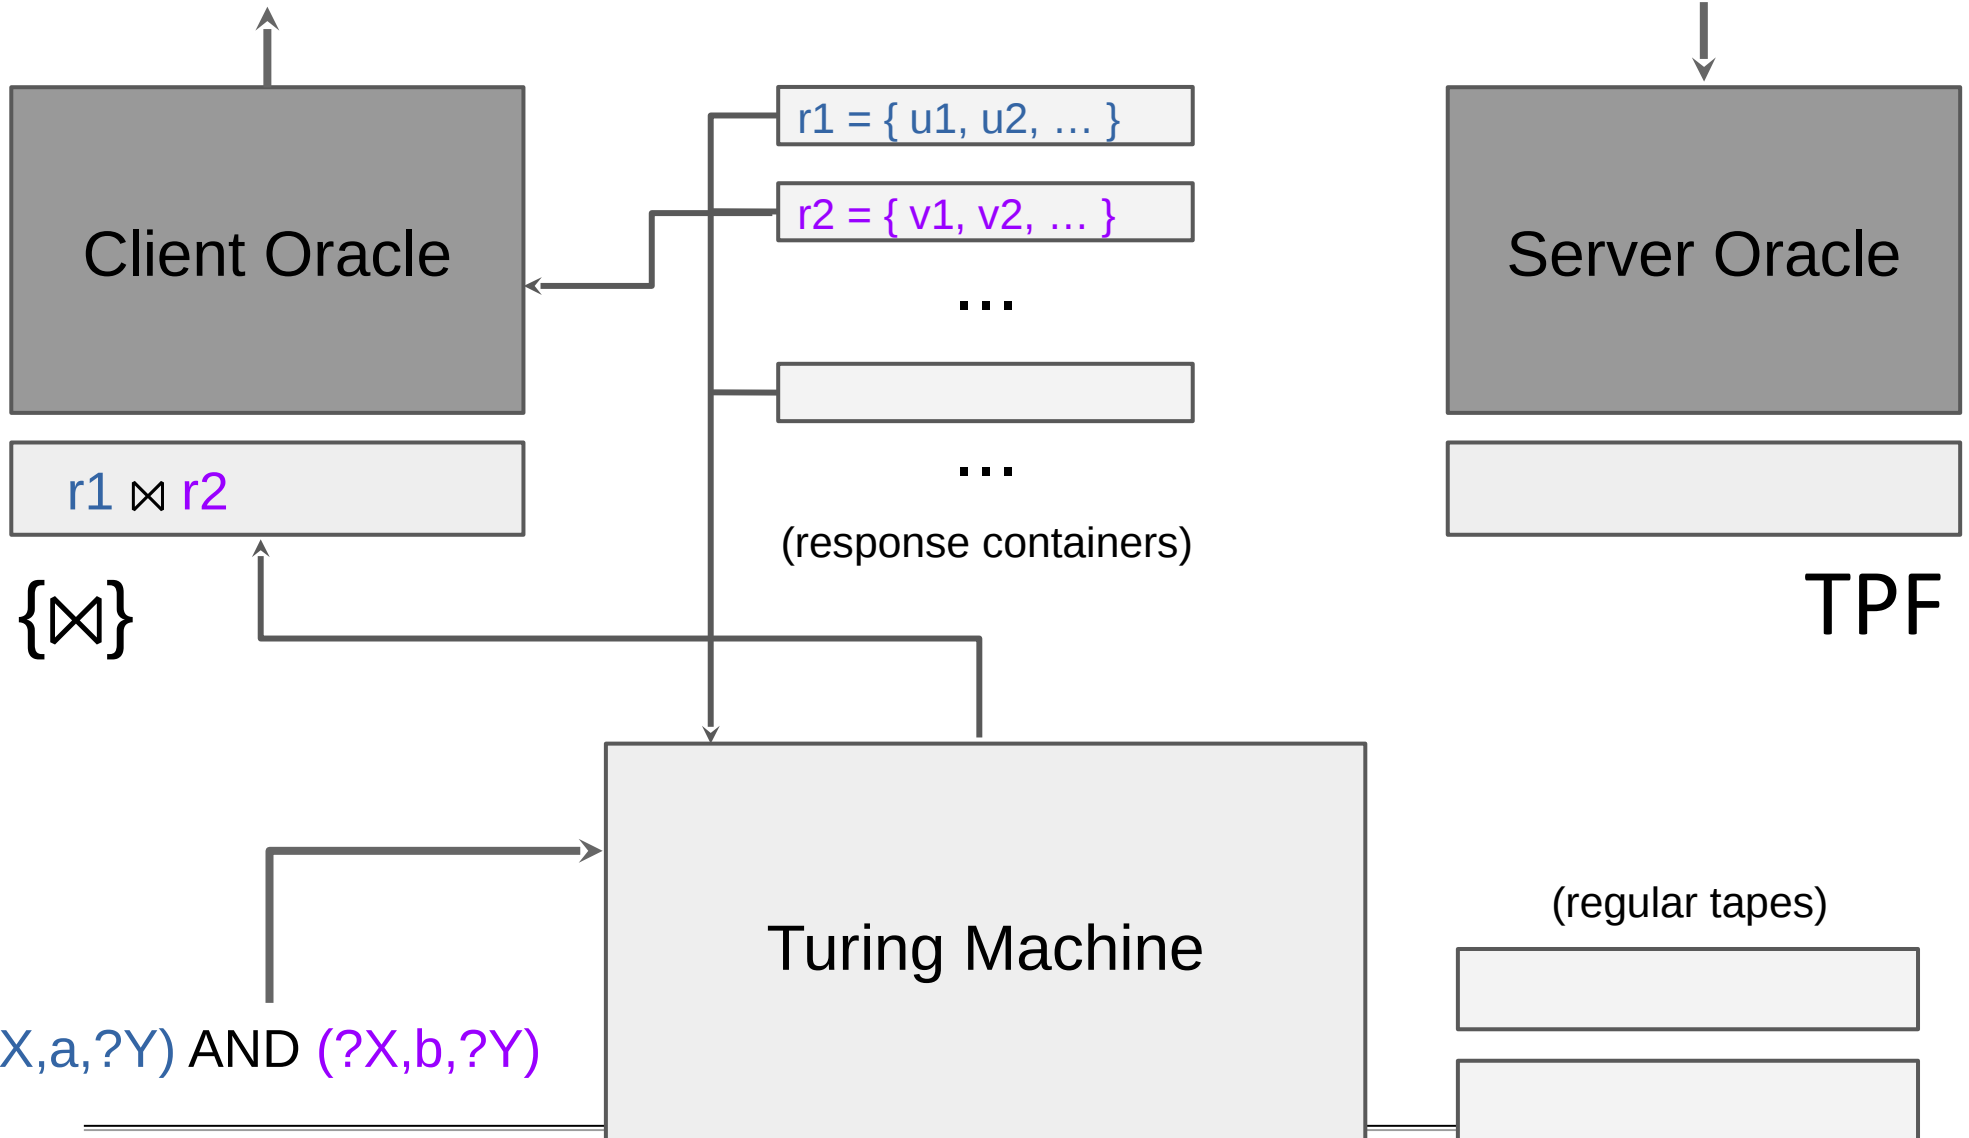 r1 = { u1, u2, … }
r2 = { v1, v2, … }
Client Oracle
Server Oracle
…
…
r1 ⋈ r2
(response containers)
{⋈}
TPF
(regular tapes)
Turing Machine
X,a,?Y) AND (?X,b,?Y)